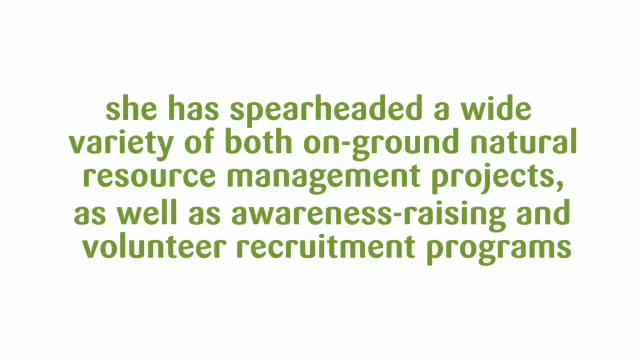 she has spearheaded a wide
variety of both on-ground natural
resource management projects,
as well as awareness-raising and
volunteer recruitment programs